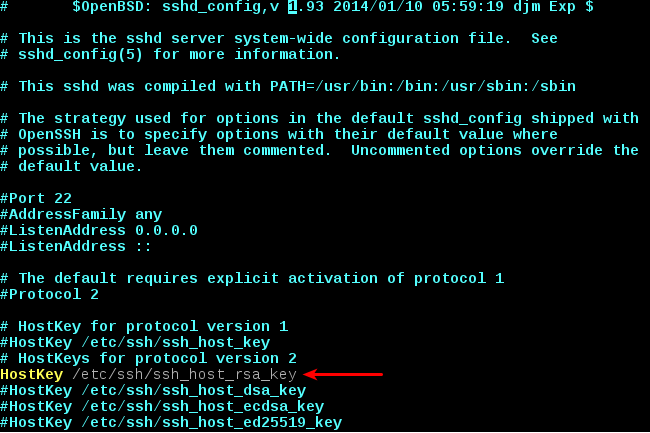 #       $OpenBSD: sshd_config,v 1.93 2014/01/10 05:59:19 djm Exp $
# This is the sshd server system-wide configuration file.  See
# sshd_config(5) for more information.
# This sshd was compiled with PATH=/usr/bin:/bin:/usr/sbin:/sbin
# The strategy used for options in the default sshd_config shipped with
# OpenSSH is to specify options with their default value where
# possible, but leave them commented.  Uncommented options override the
# default value.
#Port 22
#AddressFamily any
#ListenAddress 0.0.0.0
#ListenAddress ::
# The default requires explicit activation of protocol 1
#Protocol 2
# HostKey for protocol version 1
#HostKey /etc/ssh/ssh_host_key
# HostKeys for protocol version 2
HostKey /etc/ssh/ssh_host_rsa_key
#HostKey /etc/ssh/ssh_host_dsa_key
#HostKey /etc/ssh/ssh_host_ecdsa_key
#HostKey /etc/ssh/ssh_host_ed25519_key